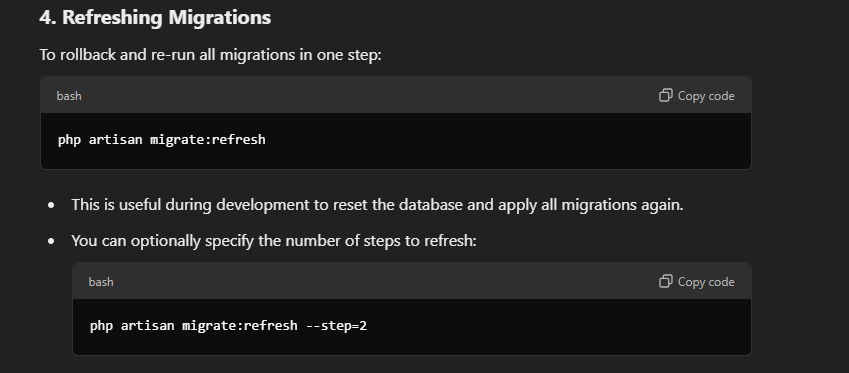 4. Refreshing Migrations
To rollback and re-run all migrations in one step:
bash
Copy code
php artisan migrate:refresh
• This is useful during development to reset the database and apply all migrations again.
• You can optionally specify the number of steps to refresh:
bash
Copy code
php artisan migrate:refresh --step=2